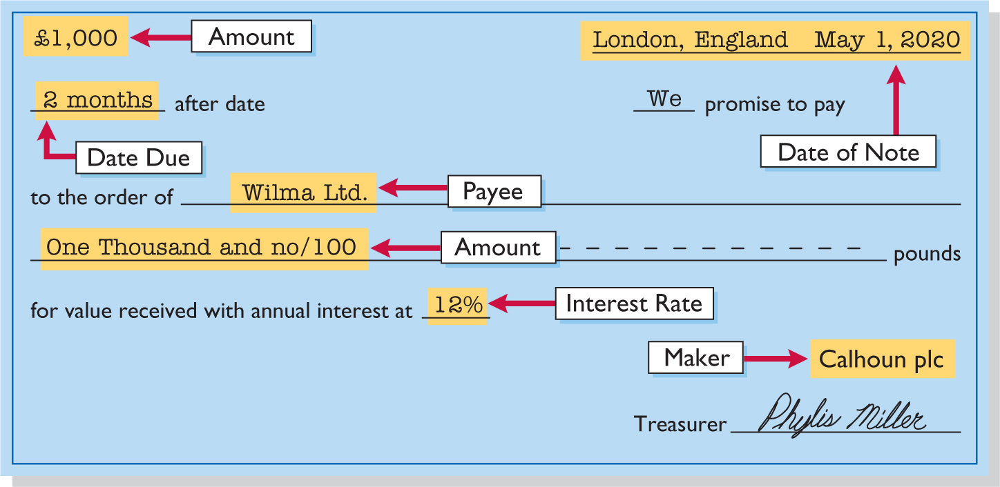 £1,000 Amount London, England May 1, 2020
2 months after date We promise to pay
Date Due Date of Note
to the order of Wilma Ltd. Payee
One Thousand and no/100 Amount – – – – – – – – – – – – pounds
for value received with annual interest at 12% Interest Rate
Maker Calhoun plc
Treasurer Phylis Miller